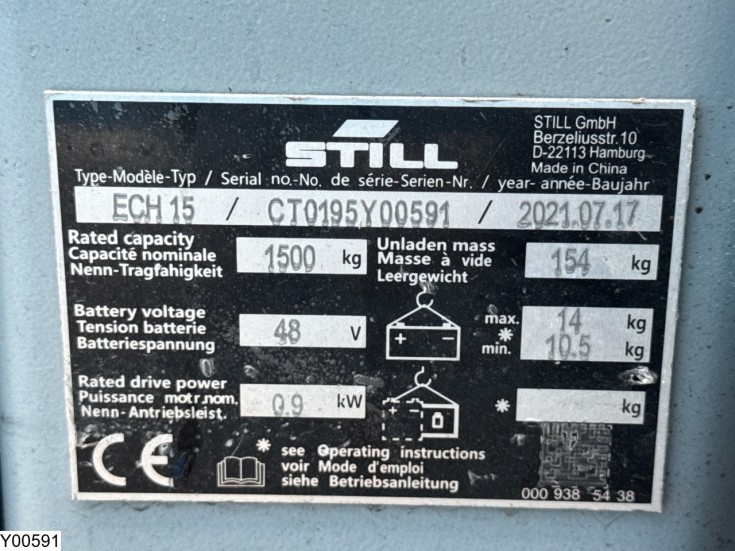 STILL
STILL GmbH
Berzeliusstr.10
D-22113 Hamburg
Made in China
Type-Modèle-Typ / Serial no.-No. de série-Serien-Nr. / year- année-Baujahr
ECH 15 / CT0195Y00591 / 2021.07.17
Rated capacity
Capacité nominale
Nenn-Tragfahigkeit
1500 kg
Unladen mass
Masse à vide
Leergewicht
154 kg
Battery voltage
Tension batterie
Batteriespannung
48 V
+ −
max. 14 kg
*
min. 10.5 kg
Rated drive power
Puissance motr.nom.
Nenn-Antriebsleist.
0.9 kW
+ −
* kg
CE
* see Operating instructions
voir Mode d'emploi
siehe Betriebsanleitung
000 938 54 38
Y00591